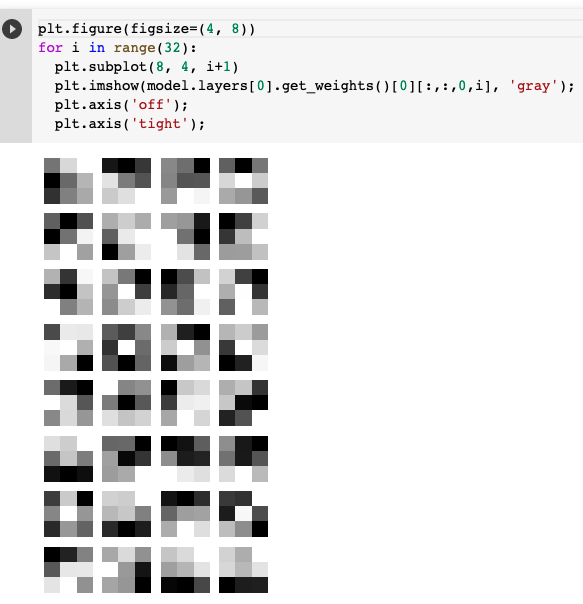 plt.figure(figsize=(4, 8))
for i in range(32):
  plt.subplot(8, 4, i+1)
  plt.imshow(model.layers[0].get_weights()[0][:,:,0,i], 'gray');
  plt.axis('off');
  plt.axis('tight');